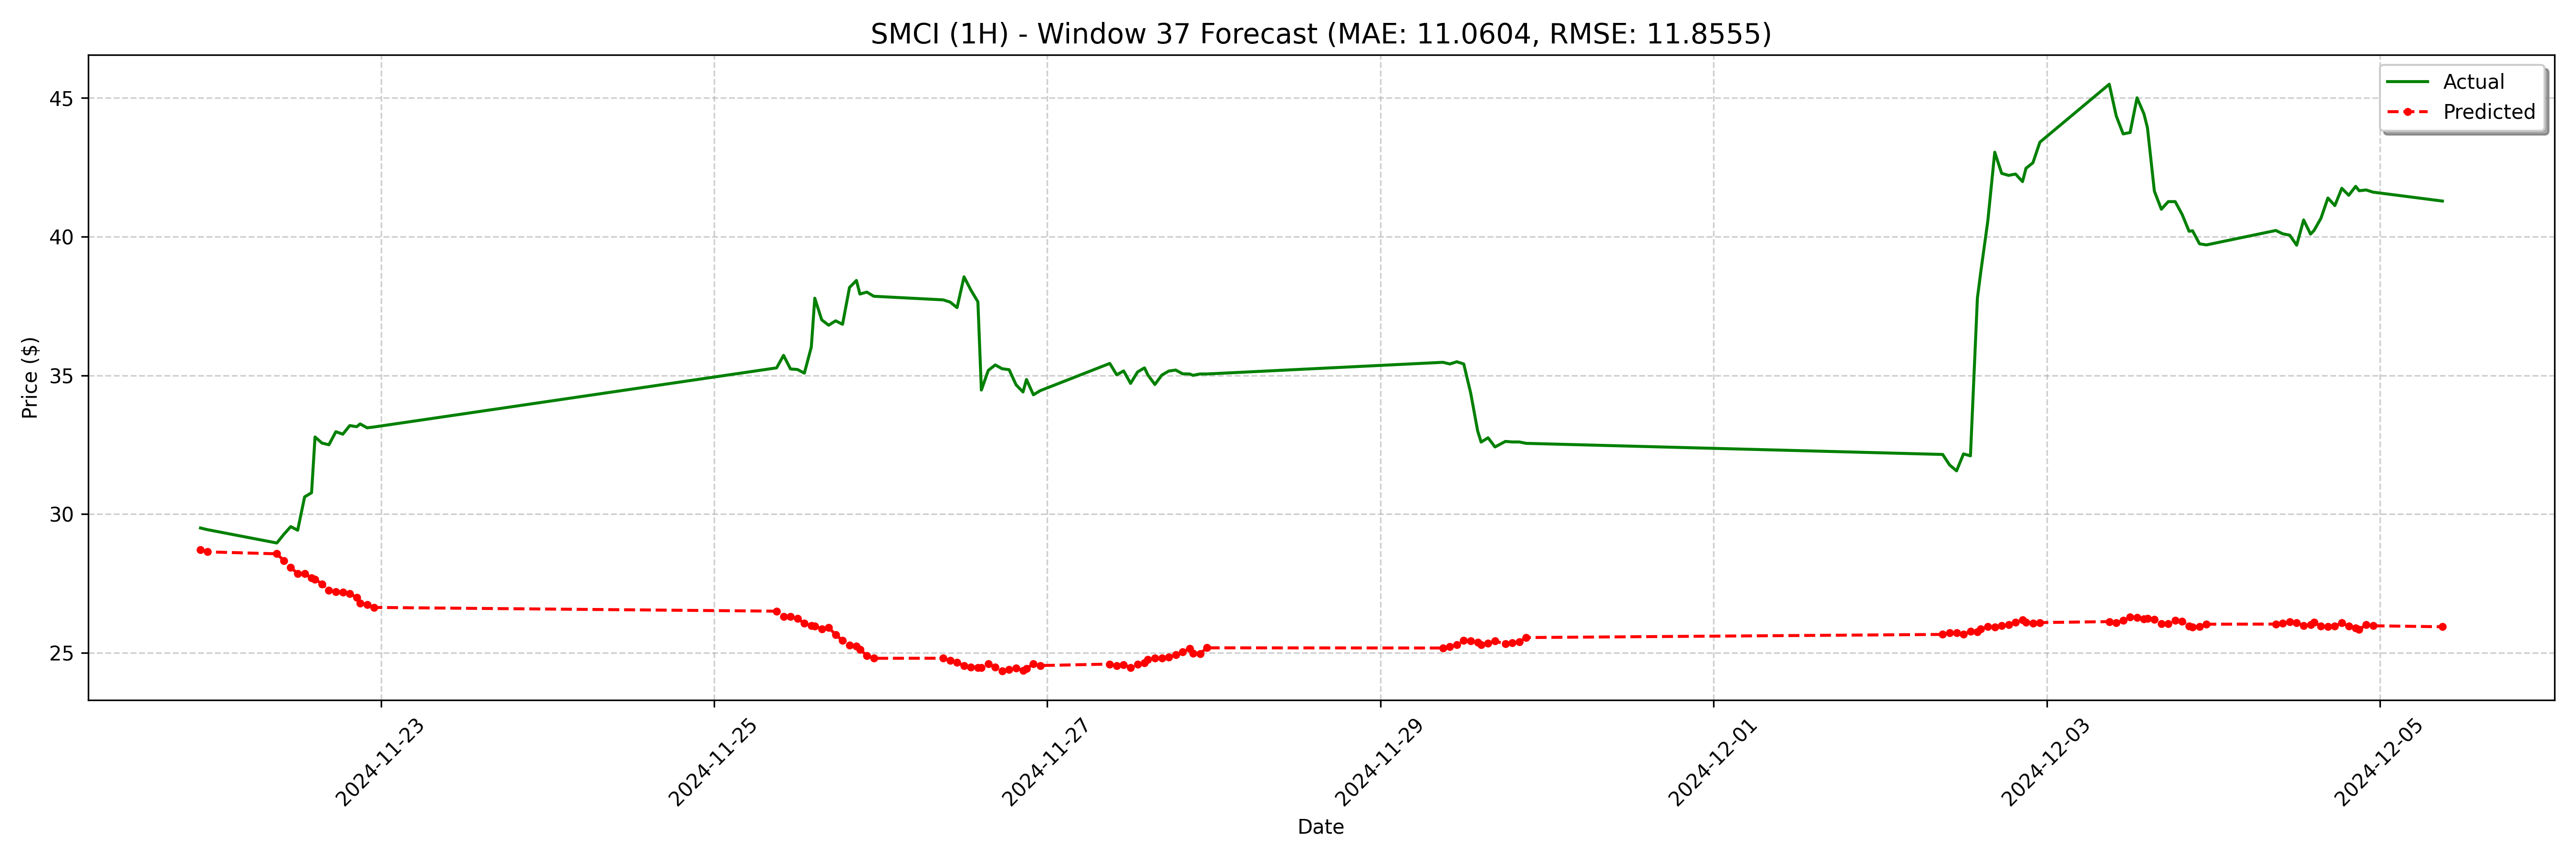 SMCI (1H) - Window 37 Forecast (MAE: 11.0604, RMSE: 11.8555)
Actual
Predicted
Price ($)
45
40
35
30
25
2024-11-23
2024-11-25
2024-11-27
2024-11-29
2024-12-01
2024-12-03
2024-12-05
Date